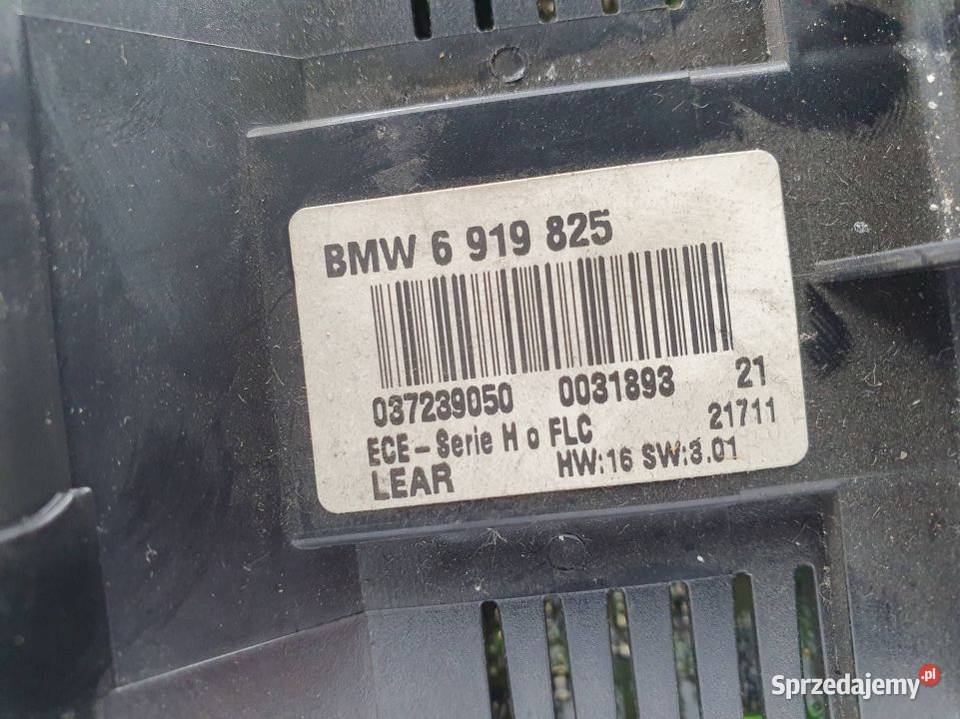 BMW 6 919 825
037239050 0031893 21
ECE-Serie H o FLC 21711
LEAR HW:16 SW:3.01
Sprzedajemy.pl